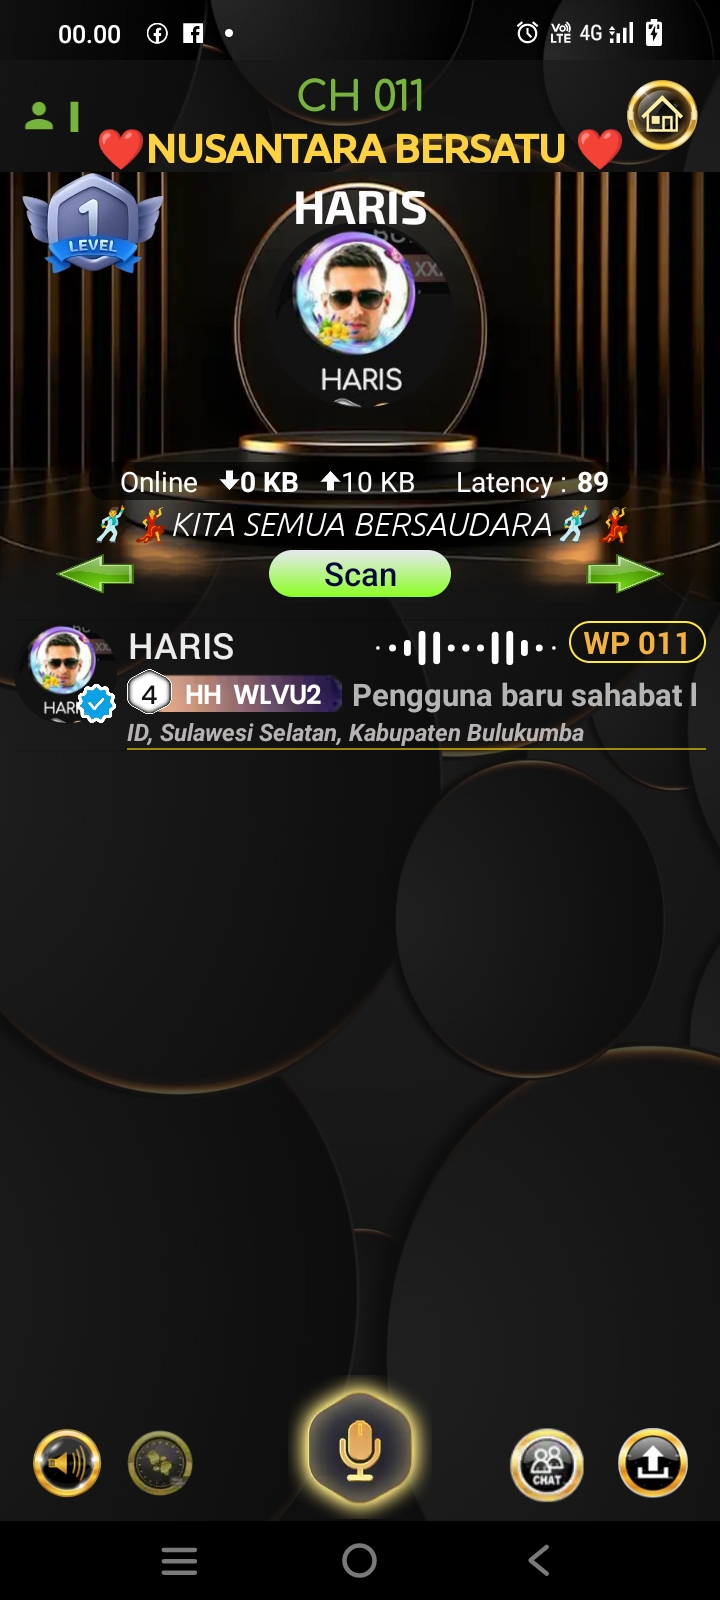 00.00
4G
VoLTE
CH 011
❤️NUSANTARA BERSATU ❤️
1
LEVEL
HARIS
HARIS
Online 0 KB 10 KB Latency : 89
KITA SEMUA BERSAUDARA
Scan
HARIS
WP 011
4
HH WLVU2
Pengguna baru sahabat
ID, Sulawesi Selatan, Kabupaten Bulukumba
CHAT